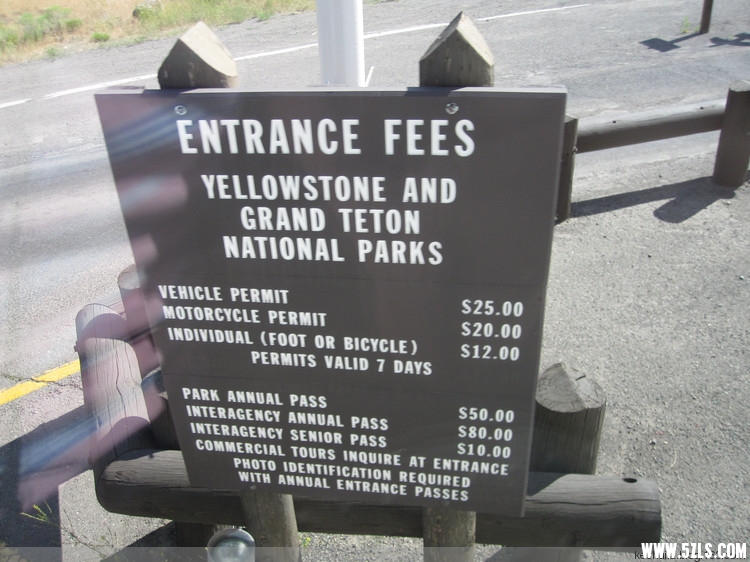 ENTRANCE FEES
YELLOWSTONE AND
GRAND TETON
NATIONAL PARKS
VEHICLE PERMIT $25.00
MOTORCYCLE PERMIT $20.00
INDIVIDUAL (FOOT OR BICYCLE) $12.00
PERMITS VALID 7 DAYS
PARK ANNUAL PASS $50.00
INTERAGENCY ANNUAL PASS $80.00
INTERAGENCY SENIOR PASS $10.00
COMMERCIAL TOURS INQUIRE AT ENTRANCE
PHOTO IDENTIFICATION REQUIRED
WITH ANNUAL ENTRANCE PASSES
WWW.5ZLS.COM